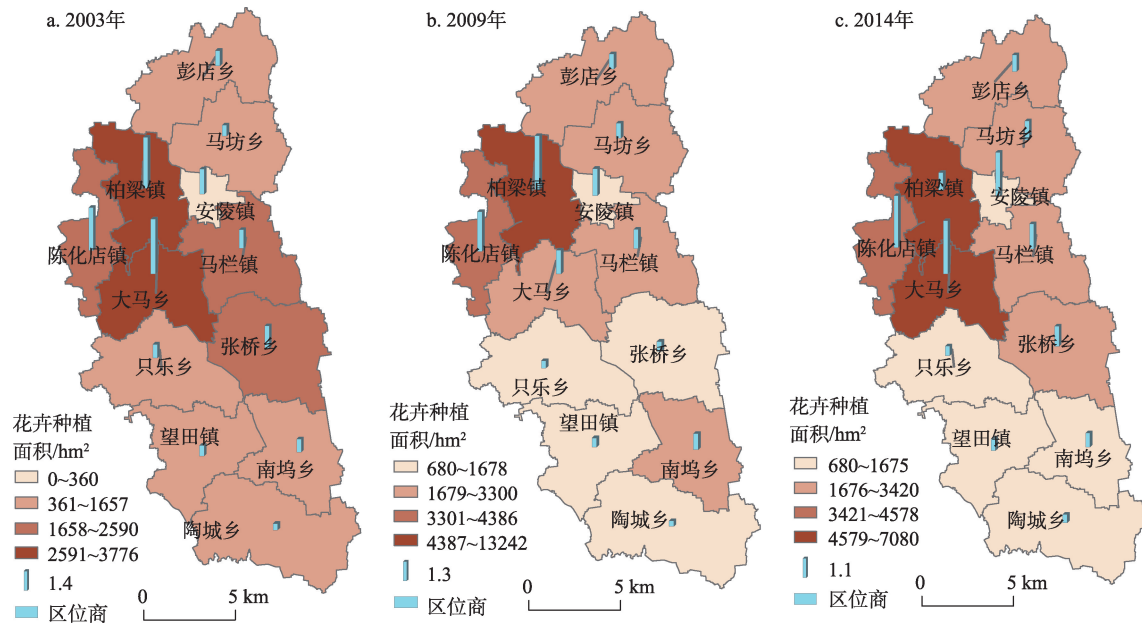 a. 2003年
彭店乡
马坊乡
柏梁镇
安陵镇
陈化店镇
马栏镇
大马乡
张桥乡
只乐乡
望田镇
南坞乡
陶城乡
花卉种植
面积/hm²
0~360
361~1657
1658~2590
2591~3776
1.4
区位商
0 5 km
b. 2009年
彭店乡
马坊乡
柏梁镇
安陵镇
陈化店镇
马栏镇
大马乡
张桥乡
只乐乡
望田镇
南坞乡
陶城乡
花卉种植
面积/hm²
680~1678
1679~3300
3301~4386
4387~13242
1.3
区位商
0 5 km
c. 2014年
彭店乡
马坊乡
柏梁镇
安陵镇
陈化店镇
马栏镇
大马乡
张桥乡
只乐乡
望田镇
南坞乡
陶城乡
花卉种植
面积/hm²
680~1675
1676~3420
3421~4578
4579~7080
1.1
区位商
0 5 km